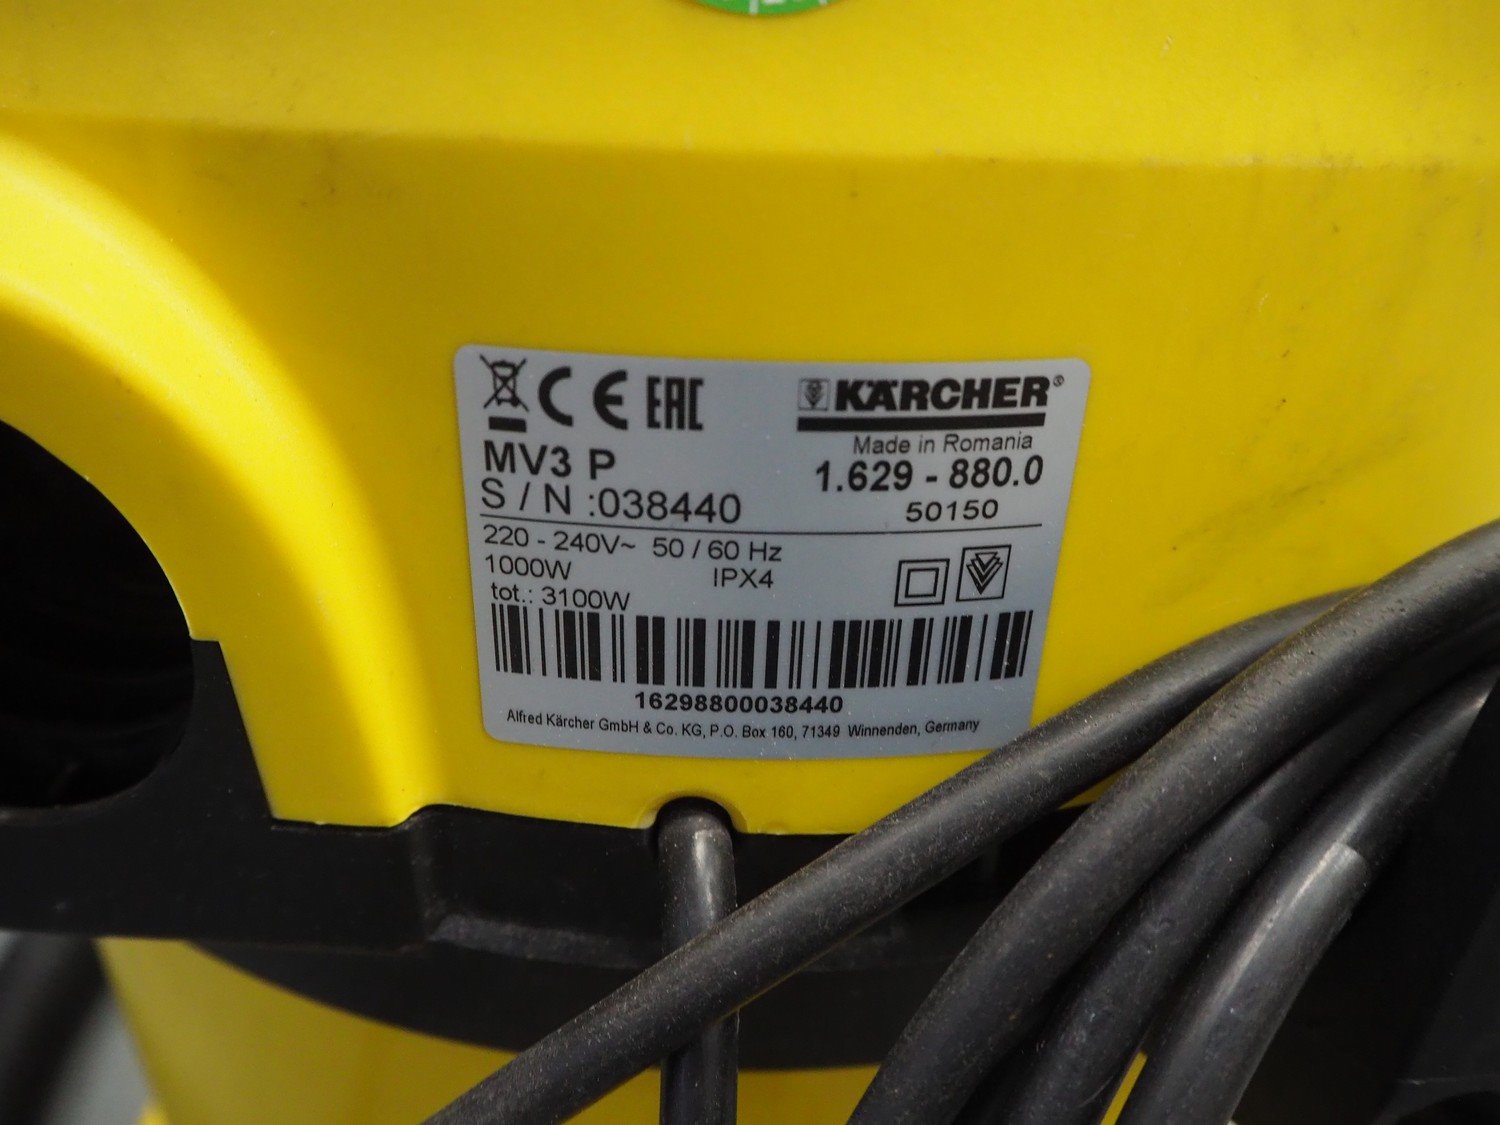 CE EAC
KÄRCHER®
Made in Romania
MV3 P
1.629 - 880.0
S / N :038440
50150
220 - 240V~ 50 / 60 Hz
1000W
IPX4
tot.: 3100W
16298800038440
Alfred Kärcher GmbH & Co. KG, P.O. Box 160, 71349 Winnenden, Germany